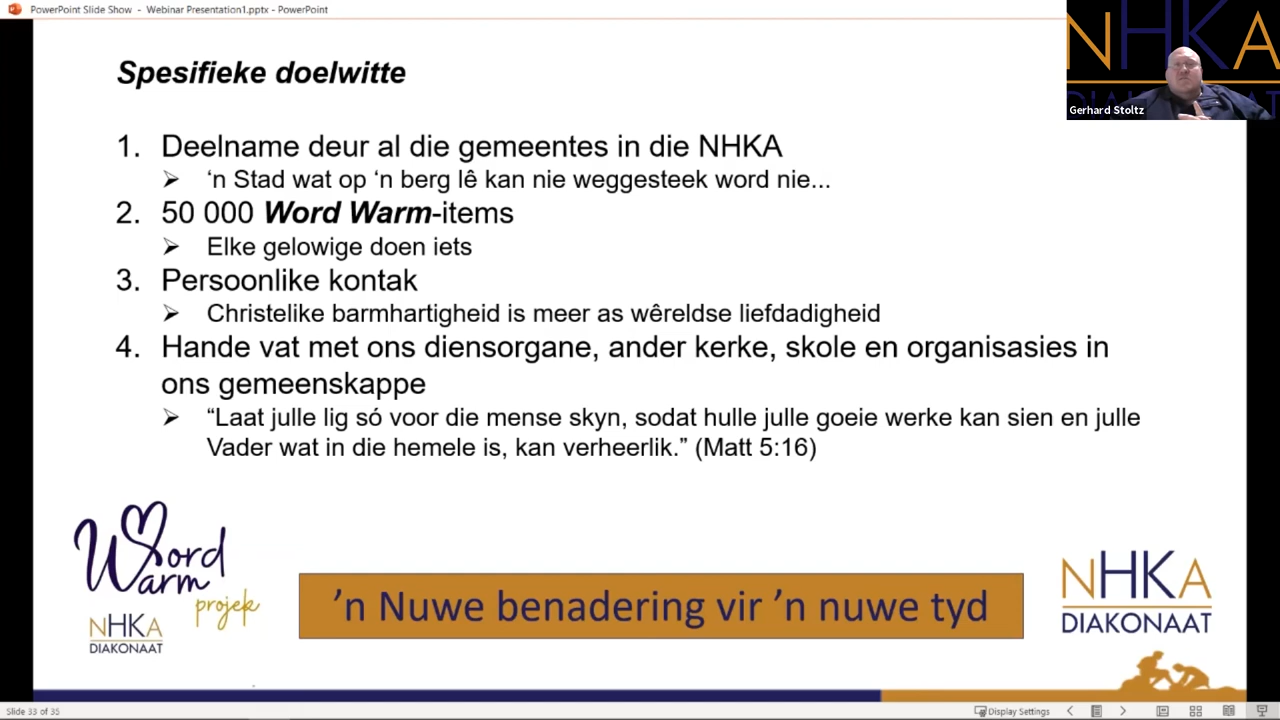 PowerPoint Slide Show - Webinar Presentation1.pptx - PowerPoint
NHKA
Gerhard Stoltz
DIAKONAAT
Spesifieke doelwitte
1. Deelname deur al die gemeentes in die NHKA
➤ ‘n Stad wat op ‘n berg lê kan nie weggesteek word nie...
2. 50 000 Word Warm-items
➤ Elke gelowige doen iets
3. Persoonlike kontak
➤ Christelike barmhartigheid is meer as wêreldse liefdadigheid
4. Hande vat met ons diensorgane, ander kerke, skole en organisasies in
ons gemeenskappe
➤ “Laat julle lig só voor die mense skyn, sodat hulle julle goeie werke kan sien en julle
Vader wat in die hemele is, kan verheerlik.” (Matt 5:16)
Word
Warm
projek
NHKA
DIAKONAAT
’n Nuwe benadering vir ’n nuwe tyd
NHKA
DIAKONAAT
Slide 33 of 35
Display Settings